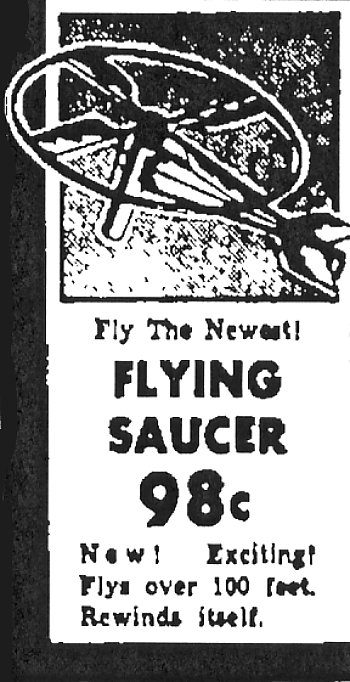 Fly The Newest!
FLYING
SAUCER
98c
New! Exciting!
Flys over 100 feet.
Rewinds itself.